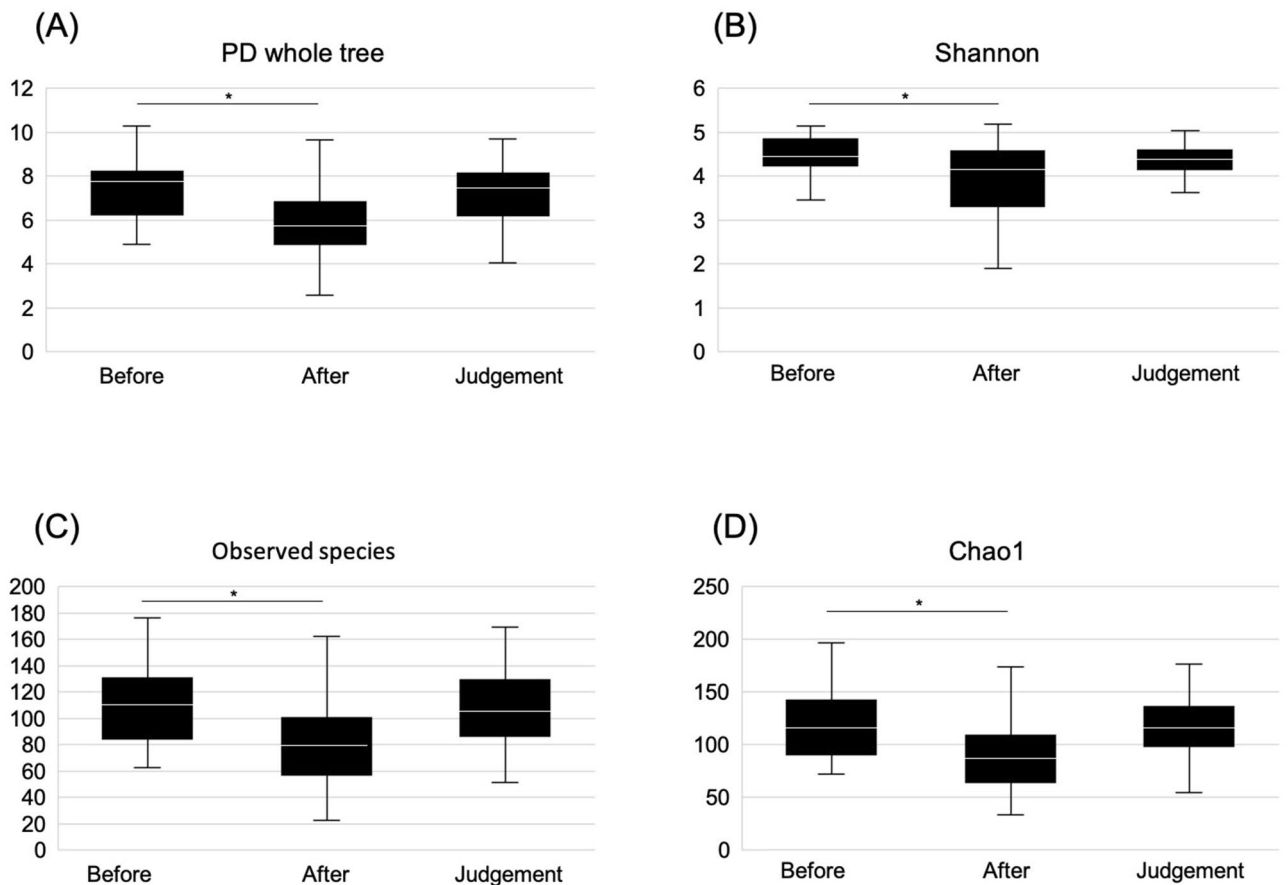 (A)
PD whole tree
12
10
8
6
4
2
0
*
Before After Judgement
(B)
Shannon
6
5
4
3
2
1
0
*
Before After Judgement
(C)
Observed species
200
180
160
140
120
100
80
60
40
20
0
*
Before After Judgement
(D)
Chao1
250
200
150
100
50
0
*
Before After Judgement